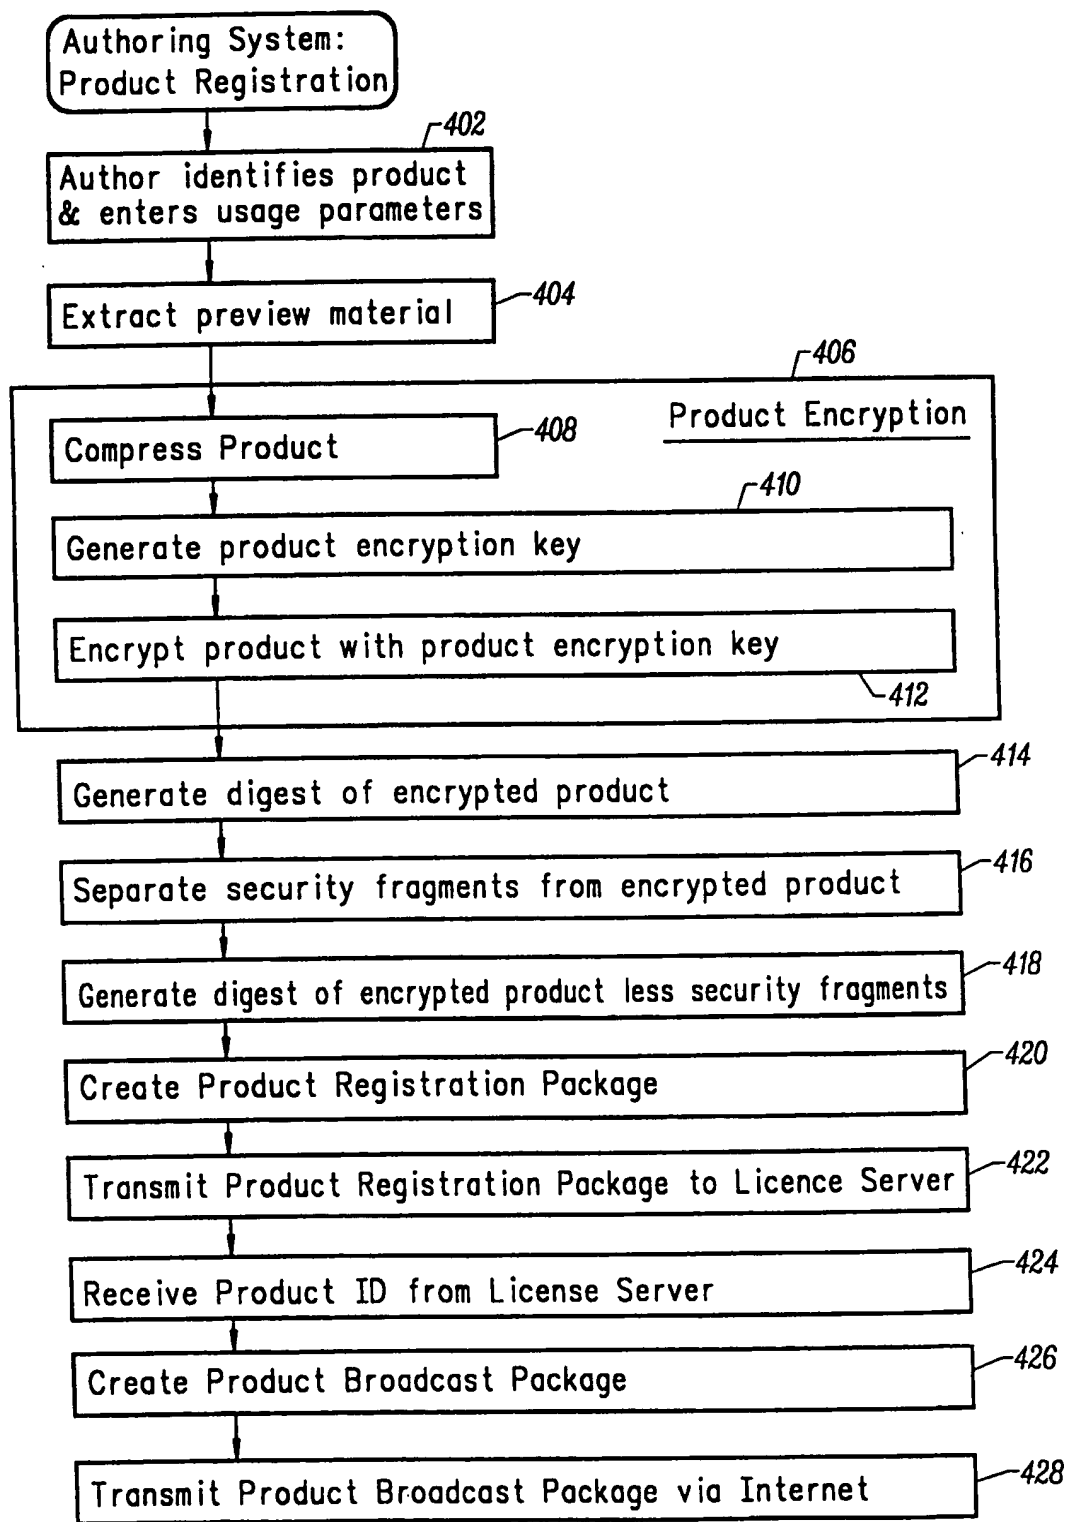 Authoring System:
Product Registration
402
Author identifies product
& enters usage parameters
404
Extract preview material
406
Product Encryption
408
Compress Product
410
Generate product encryption key
Encrypt product with product encryption key
412
414
Generate digest of encrypted product
416
Separate security fragments from encrypted product
418
Generate digest of encrypted product less security fragments
420
Create Product Registration Package
422
Transmit Product Registration Package to Licence Server
424
Receive Product ID from License Server
426
Create Product Broadcast Package
428
Transmit Product Broadcast Package via Internet